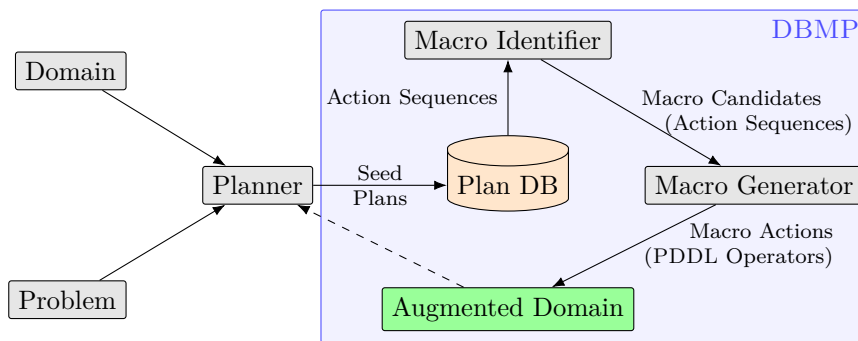 DBMP
Macro Identifier
Domain
Action Sequences
Macro Candidates
(Action Sequences)
Seed
Plans
Planner
Plan DB
Macro Generator
Macro Actions
(PDDL Operators)
Problem
Augmented Domain